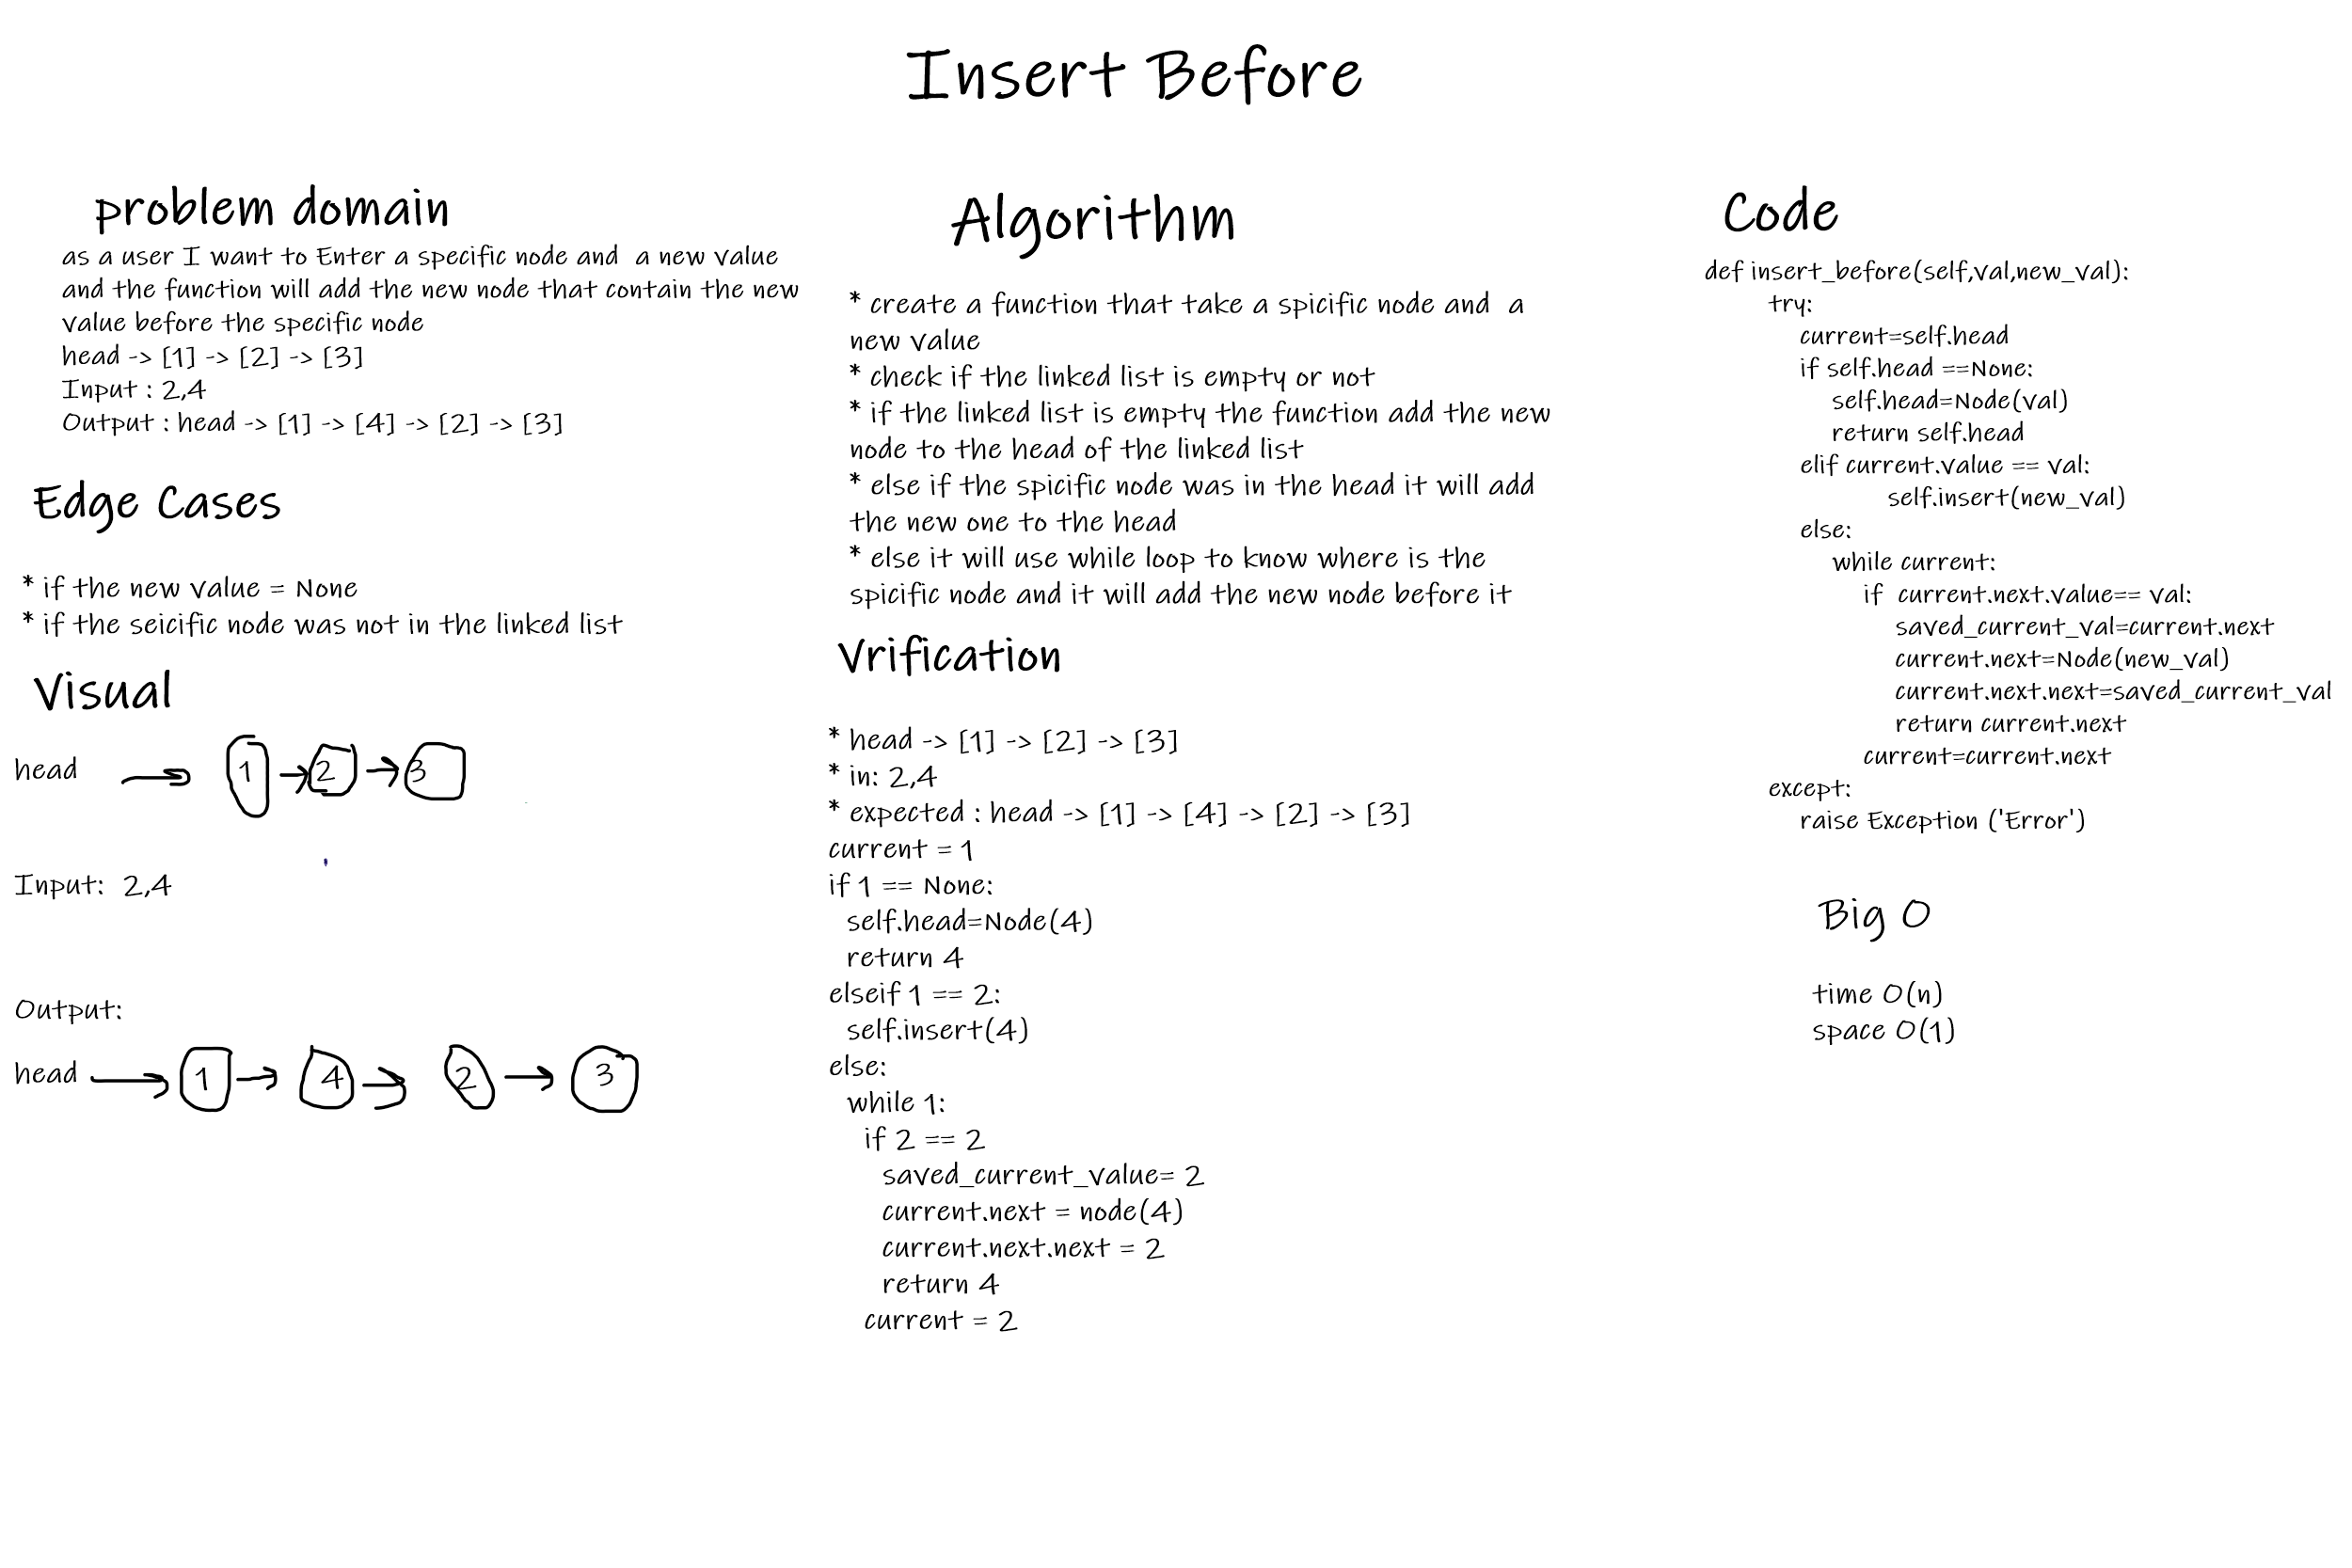 Insert Before
problem domain
as a user I want to Enter a specific node and a new value
and the function will add the new node that contain the new
value before the specific node
head -> [1] -> [2] -> [3]
Input : 2,4
Output : head -> [1] -> [4] -> [2] -> [3]
Edge Cases
* if the new value = None
* if the seicific node was not in the linked list
Visual
head 1 2 3
Input: 2,4
Output:
head 1 4 2 3
Algorithm
* create a function that take a spicific node and a
new value
* check if the linked list is empty or not
* if the linked list is empty the function add the new
node to the head of the linked list
* else if the spicific node was in the head it will add
the new one to the head
* else it will use while loop to know where is the
spicific node and it will add the new node before it
Vrification
* head -> [1] -> [2] -> [3]
* in: 2,4
* expected : head -> [1] -> [4] -> [2] -> [3]
current = 1
if 1 == None:
self.head=Node(4)
return 4
elseif 1 == 2:
self.insert(4)
else:
while 1:
if 2 == 2
saved_current_value= 2
current.next = node(4)
current.next.next = 2
return 4
current = 2
Code
def insert_before(self,val,new_val):
try:
current=self.head
if self.head ==None:
self.head=Node(val)
return self.head
elif current.value == val:
self.insert(new_val)
else:
while current:
if current.next.value== val:
saved_current_val=current.next
current.next=Node(new_val)
current.next.next=saved_current_val
return current.next
current=current.next
except:
raise Exception ('Error')
Big O
time O(n)
space O(1)